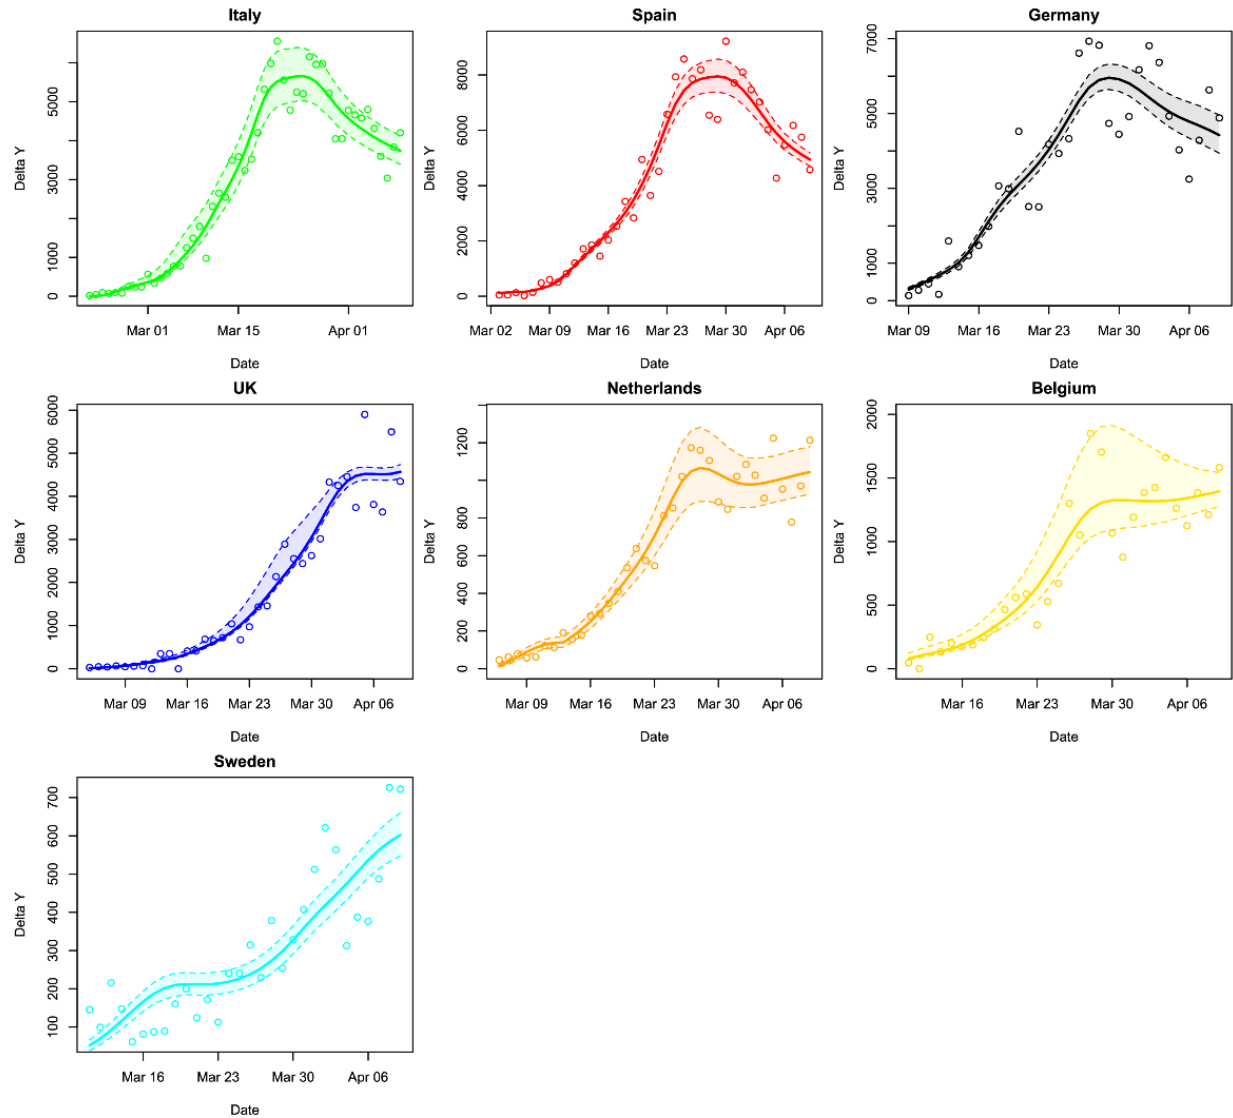 Italy
Spain
Germany
Delta Y
0
1000
3000
5000
Mar 01
Mar 15
Apr 01
Date
Delta Y
0
2000
4000
6000
8000
Mar 02
Mar 09
Mar 16
Mar 23
Mar 30
Apr 06
Date
Delta Y
0
1000
3000
5000
7000
Mar 09
Mar 16
Mar 23
Mar 30
Apr 06
Date
UK
Netherlands
Belgium
Delta Y
0
1000
2000
3000
4000
5000
6000
Mar 09
Mar 16
Mar 23
Mar 30
Apr 06
Date
Delta Y
0
200
400
600
800
1200
Mar 09
Mar 16
Mar 23
Mar 30
Apr 06
Date
Delta Y
0
500
1000
1500
2000
Mar 16
Mar 23
Mar 30
Apr 06
Date
Sweden
Delta Y
100
200
300
400
500
600
700
Mar 16
Mar 23
Mar 30
Apr 06
Date